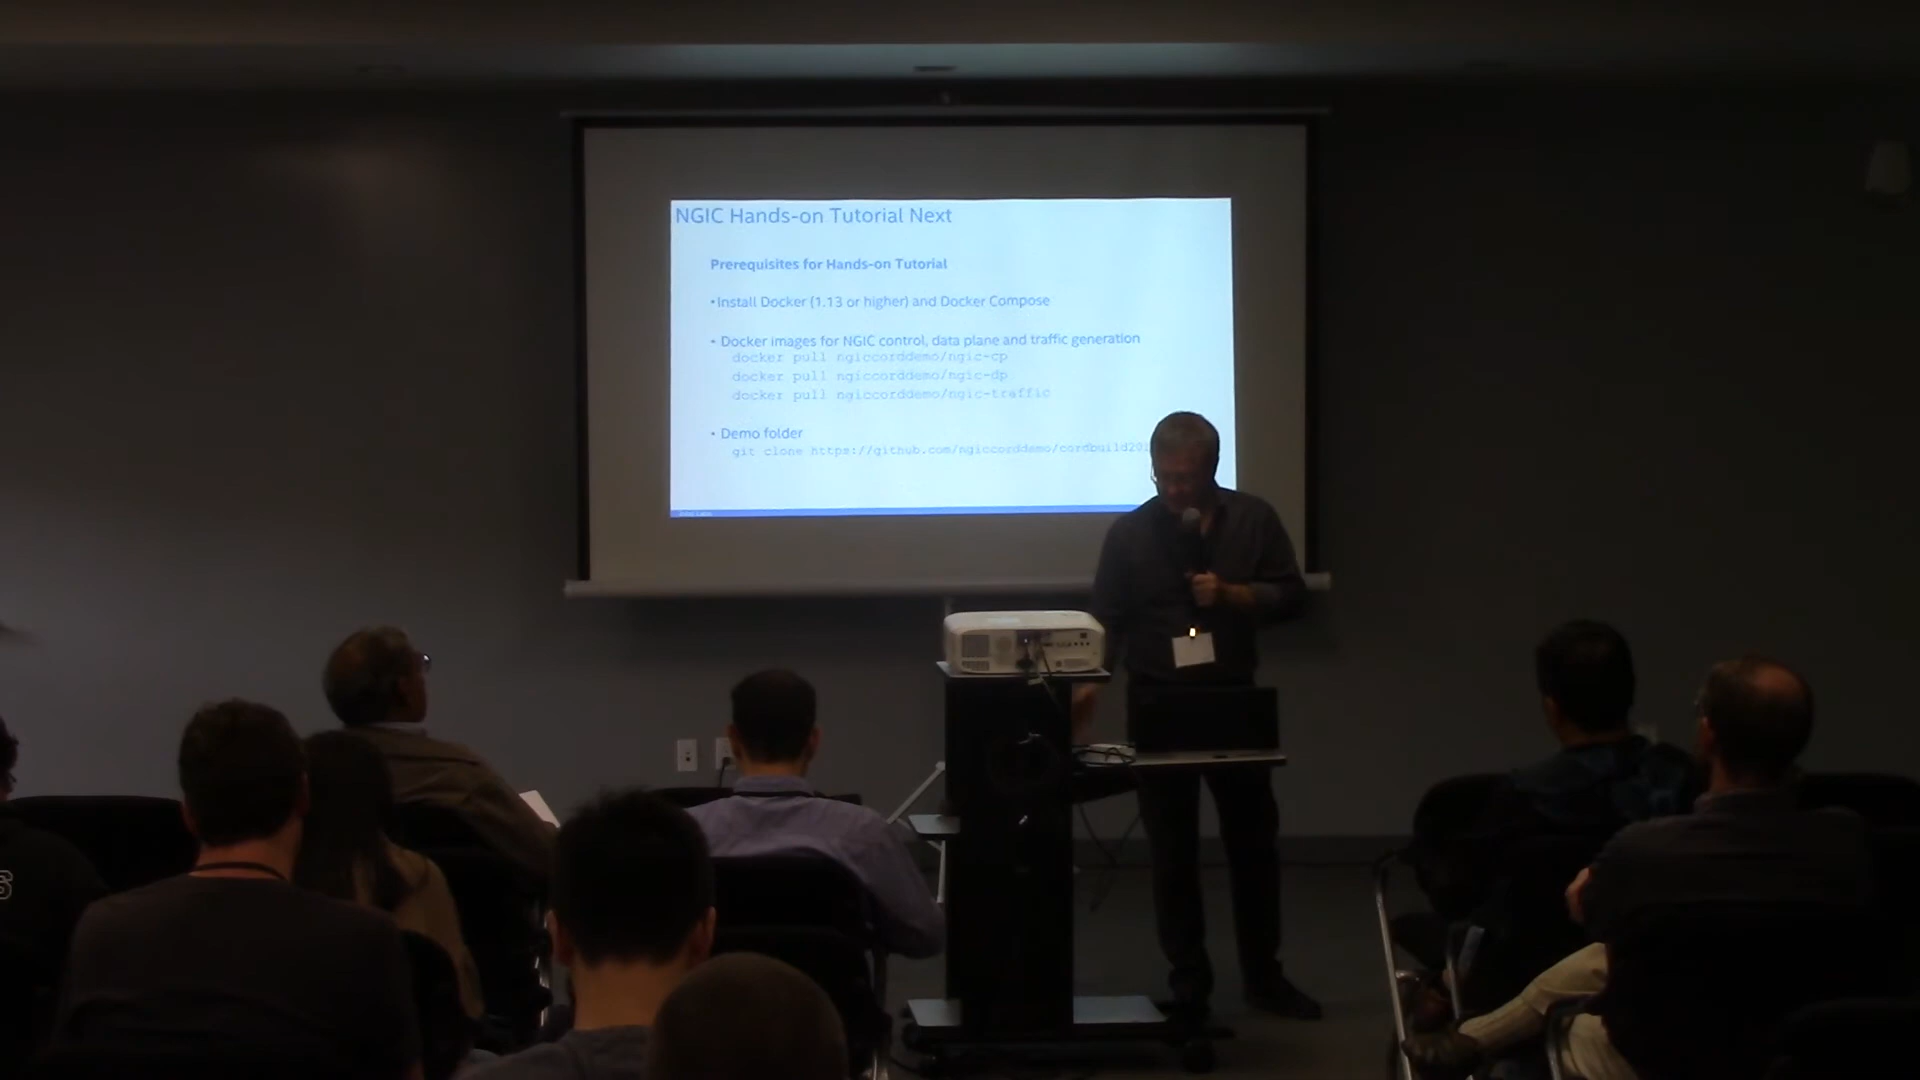 NGIC Hands-on Tutorial Next
Prerequisites for Hands-on Tutorial
•Install Docker (1.13 or higher) and Docker Compose
• Docker images for NGIC control, data plane and traffic generation
docker pull ngiccorddemo/ngic-cp
docker pull ngiccorddemo/ngic-dp
docker pull ngiccorddemo/ngic-traffic
• Demo folder
git clone https://github.com/ngiccorddemo/cordbuild201
S